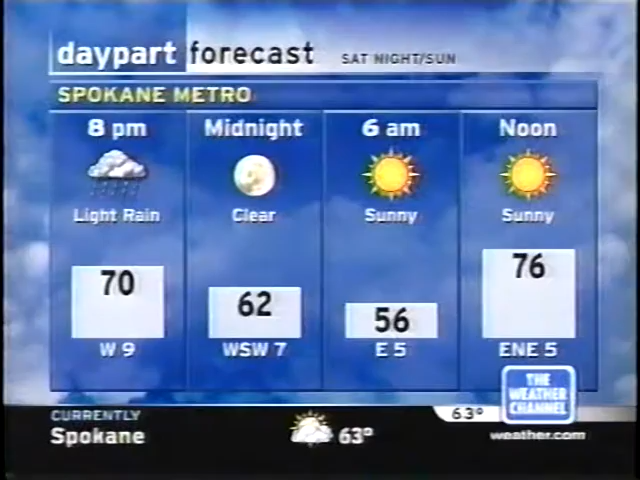 daypart forecast SAT NIGHT/SUN
SPOKANE METRO
8 pm Midnight 6 am Noon
Light Rain Clear Sunny Sunny
70 62 56 76
W 9 WSW 7 E 5 ENE 5
THE
WEATHER
CHANNEL
CURRENTLY
Spokane 63°
63°
weather.com